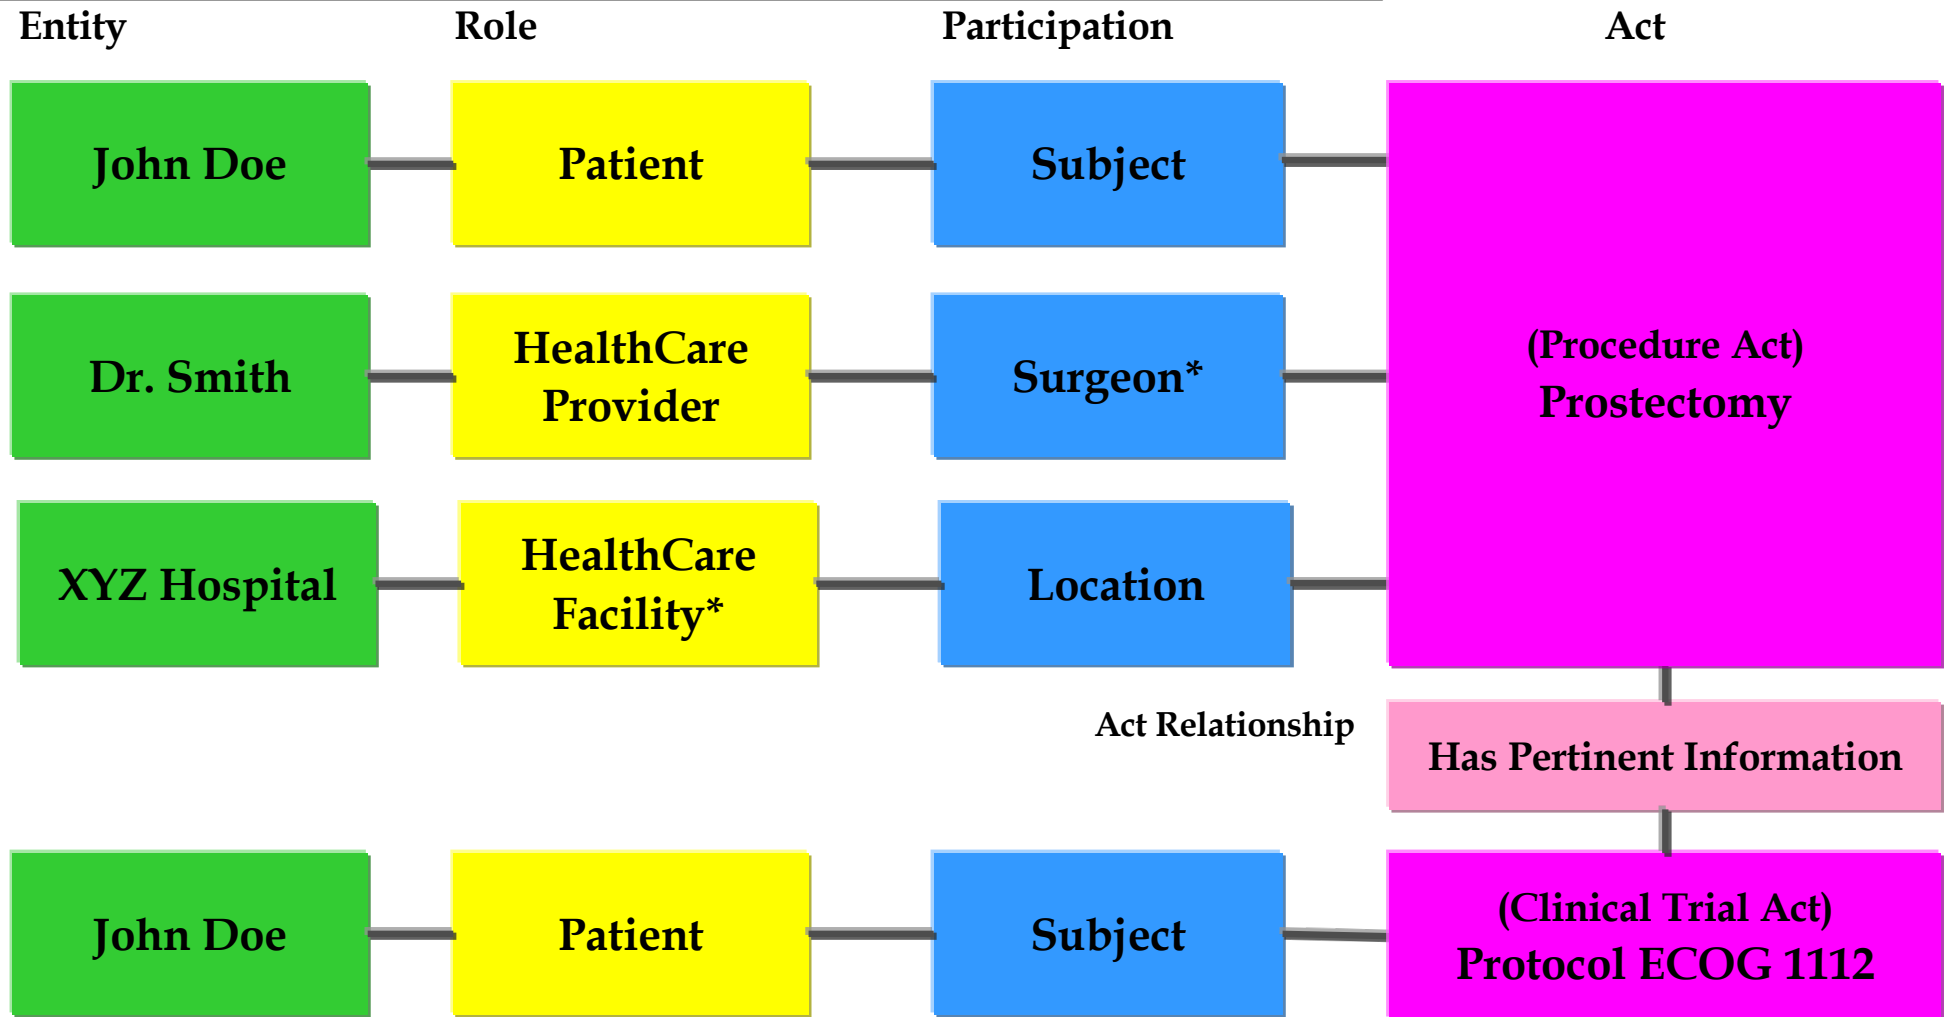 Entity
Role
Participation
Act
John Doe
Patient
Subject
Dr. Smith
HealthCare
Provider
Surgeon*
(Procedure Act)
Prostectomy
XYZ Hospital
HealthCare
Facility*
Location
Act Relationship
Has Pertinent Information
John Doe
Patient
Subject
(Clinical Trial Act)
Protocol ECOG 1112